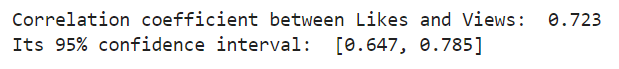 Correlation coefficient between Likes and Views:  0.723
Its 95% confidence interval:  [0.647, 0.785]